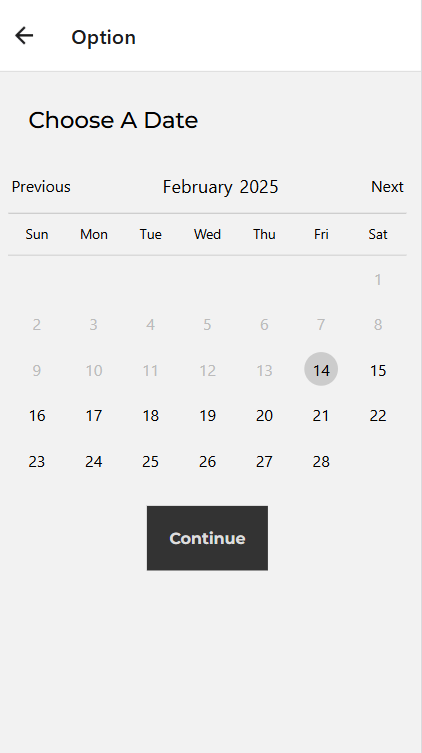 Option
Choose A Date
Previous February 2025 Next
Sun Mon Tue Wed Thu Fri Sat
1
2 3 4 5 6 7 8
9 10 11 12 13 14 15
16 17 18 19 20 21 22
23 24 25 26 27 28
Continue